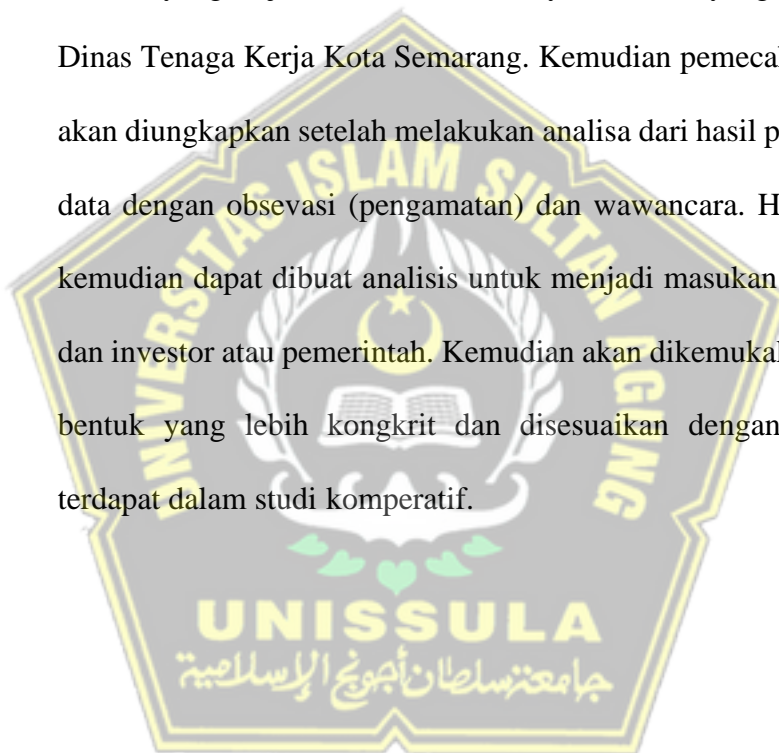 Dinas Tenaga Kerja Kota Semarang. Kemudian
akan diungkapkan setelah melakukan analisa dari hasil
data dengan obsevasi (pengamatan) dan wawancara.
kemudian dapat dibuat analisis untuk menjadi masukan
dan investor atau pemerintah. Kemudian akan
bentuk yang lebih kongkrit dan disesuaikan dengan
terdapat dalam studi komperatif.
UNIVERSITAS ISLAM SULTAN AGUNG
UNISSULA
جامعة سلطان أجونج الإسلامية